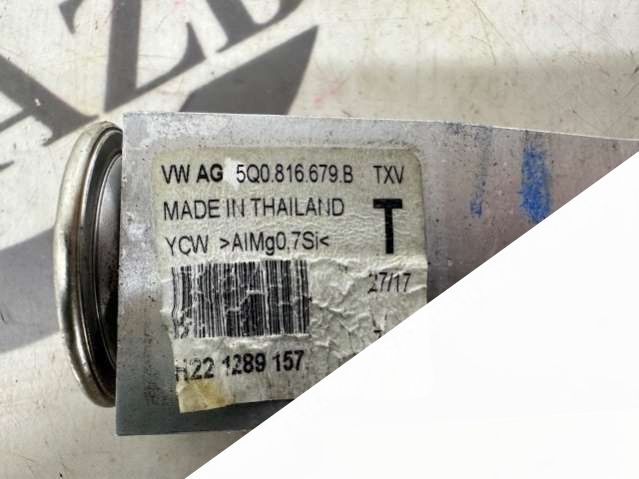 VW AG 5Q0.816.679.B TXV
MADE IN THAILAND T
YCW >AlMg0,7Si<
27/17
H22 1289 157